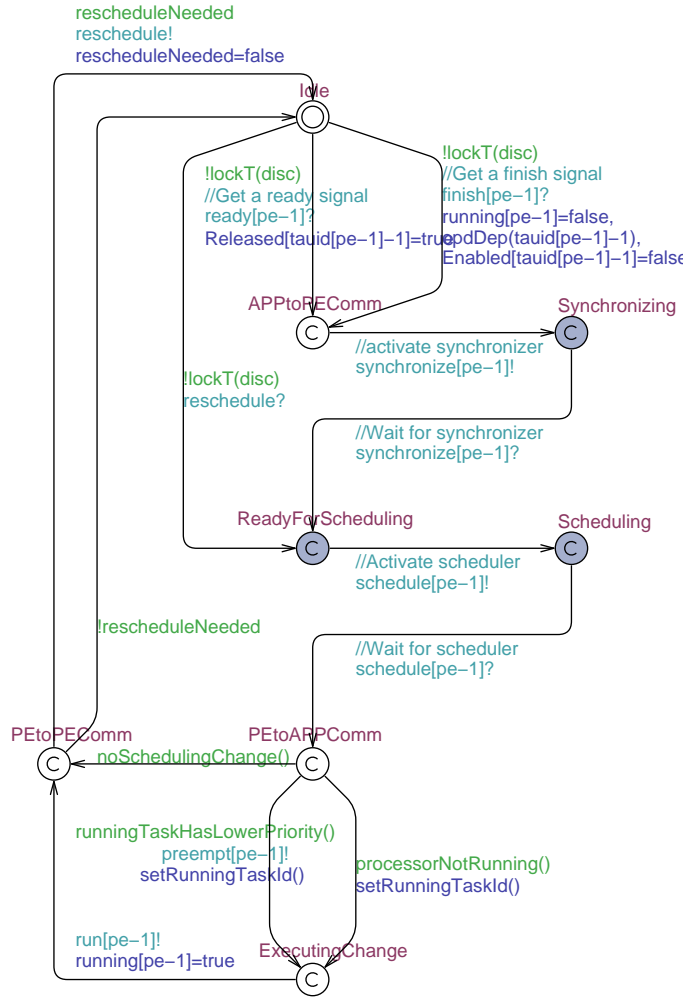 rescheduleNeeded
reschedule!
rescheduleNeeded=false
Idle
!lockT(disc)
//Get a ready signal
ready[pe−1]?
Released[tauid[pe−1]−1]=true
!lockT(disc)
//Get a finish signal
finish[pe−1]?
running[pe−1]=false,
updDep(tauid[pe−1]−1),
Enabled[tauid[pe−1]−1]=false
APPtoPEComm
C
Synchronizing
C
//activate synchronizer
synchronize[pe−1]!
!lockT(disc)
reschedule?
//Wait for synchronizer
synchronize[pe−1]?
ReadyForScheduling
C
Scheduling
C
//Activate scheduler
schedule[pe−1]!
!rescheduleNeeded
//Wait for scheduler
schedule[pe−1]?
PEtoPEComm
C
PEtoAPPComm
C
noSchedulingChange()
runningTaskHasLowerPriority()
preempt[pe−1]!
setRunningTaskId()
processorNotRunning()
setRunningTaskId()
run[pe−1]!
running[pe−1]=true
ExecutingChange
C